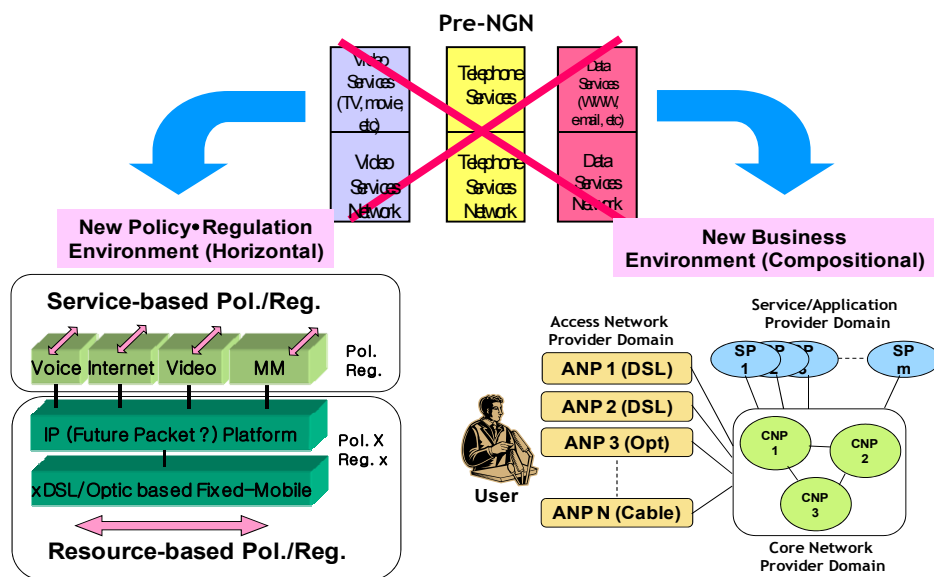 Pre-NGN
Video
Services
(TV, movie,
etc)
Telephone
Services
Data
Services
(WWW,
email, etc)
Video
Services
Network
Telephone
Services
Network
Data
Services
Network
New Policy•Regulation
Environment (Horizontal)
New Business
Environment (Compositional)
Service-based Pol./Reg.
Voice
Internet
Video
MM
Pol.
Reg.
IP (Future Packet ?) Platform
xDSL/Optic based Fixed-Mobile
Pol. X
Reg. x
Resource-based Pol./Reg.
Access Network
Provider Domain
ANP 1 (DSL)
ANP 2 (DSL)
ANP 3 (Opt)
ANP N (Cable)
User
Service/Application
Provider Domain
SP
1
P
2
P
3
SP
m
CNP
1
CNP
2
CNP
3
Core Network
Provider Domain